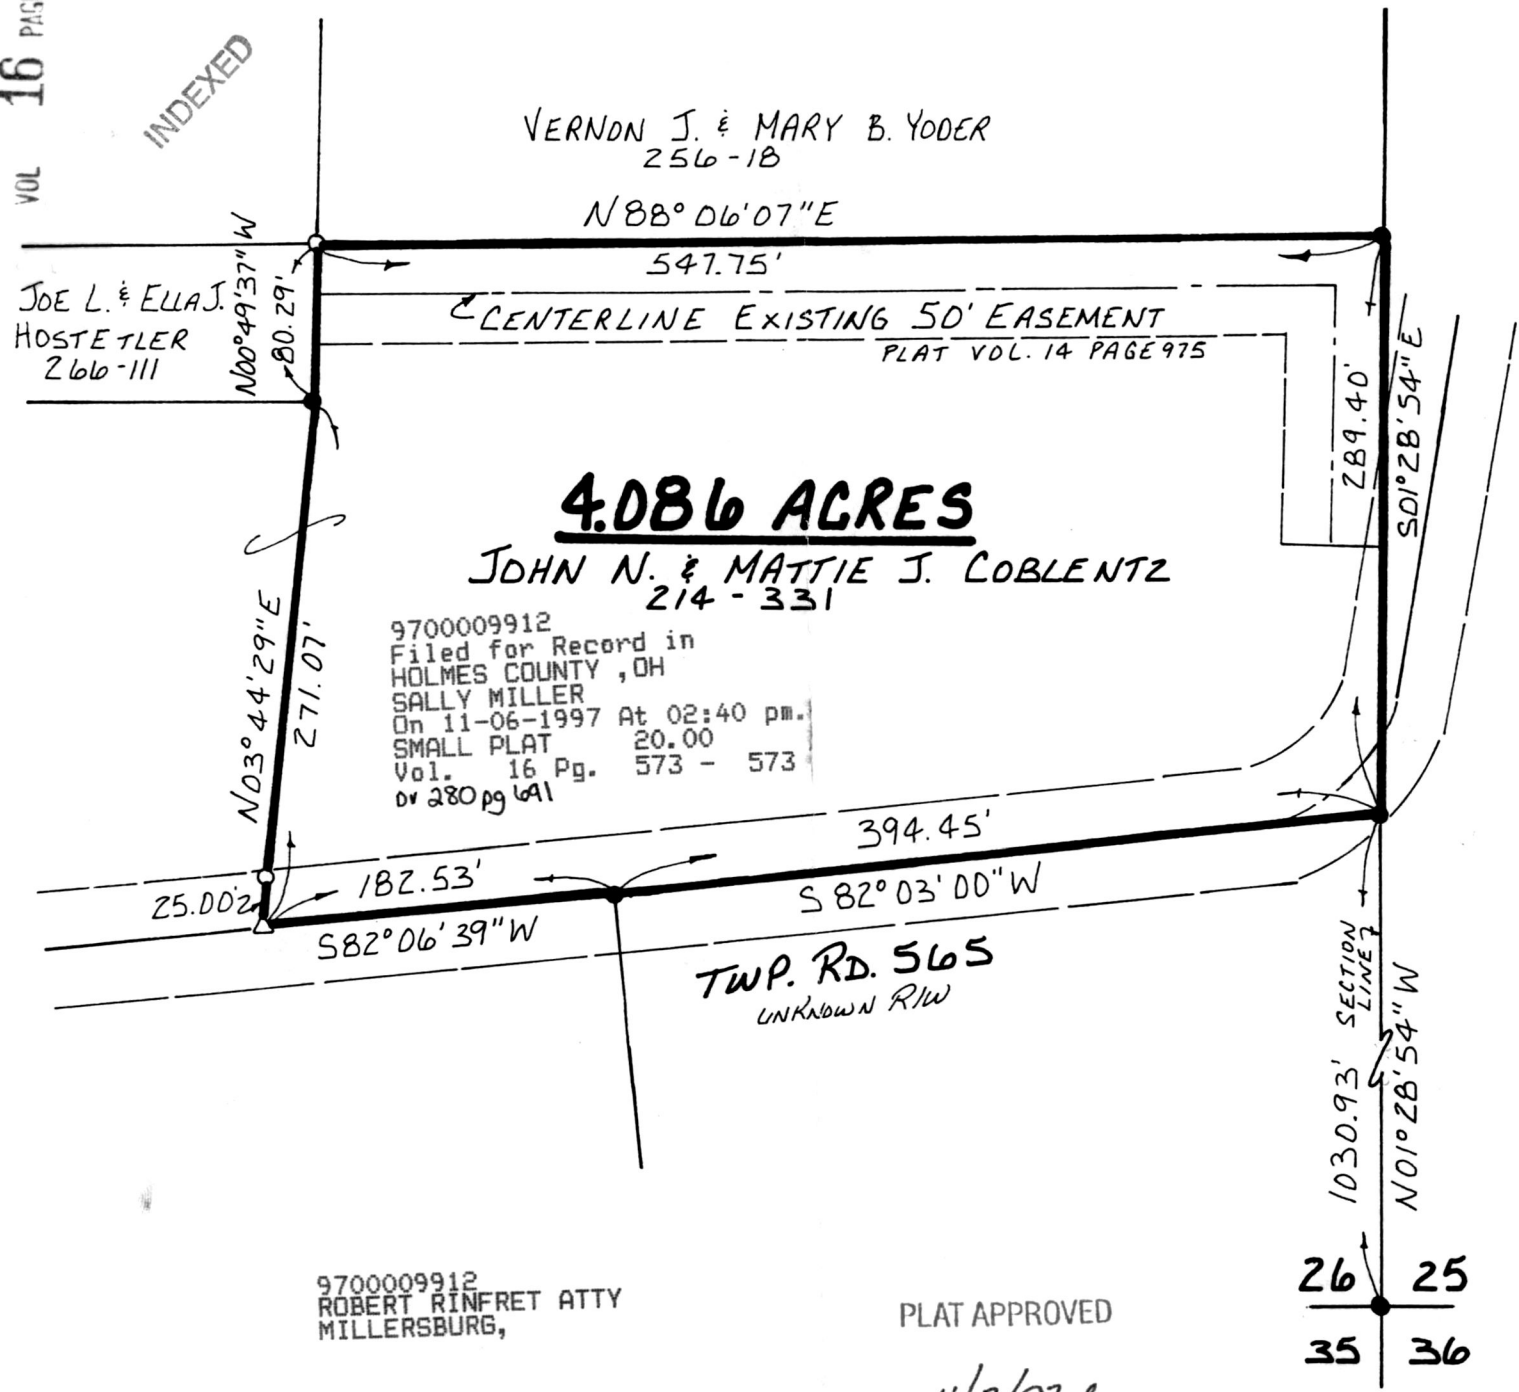 VOL 16 PAG
INDEXED
VERNON J. & MARY B. YODER
256-18
N88°06'07"E
547.75'
JOE L. & ELLA J.
HOSTETLER
266-111
N00°49'37"W
80.29'
CENTERLINE EXISTING 50' EASEMENT
PLAT VOL. 14 PAGE 975
289.40'
S01°28'54"E
4.086 ACRES
JOHN N. & MATTIE J. COBLENTZ
214-331
9700009912
Filed for Record in
HOLMES COUNTY ,OH
SALLY MILLER
On 11-06-1997 At 02:40 pm.
SMALL PLAT 20.00
Vol. 16 Pg. 573 - 573
DV 280 pg 691
N03°44'29"E
271.07'
25.00'
182.53'
394.45'
S82°06'39"W
S82°03'00"W
TWP. RD. 565
UNKNOWN R/W
SECTION
LINE
1030.93'
N01°28'54"W
26 25
35 36
9700009912
ROBERT RINFRET ATTY
MILLERSBURG,
PLAT APPROVED